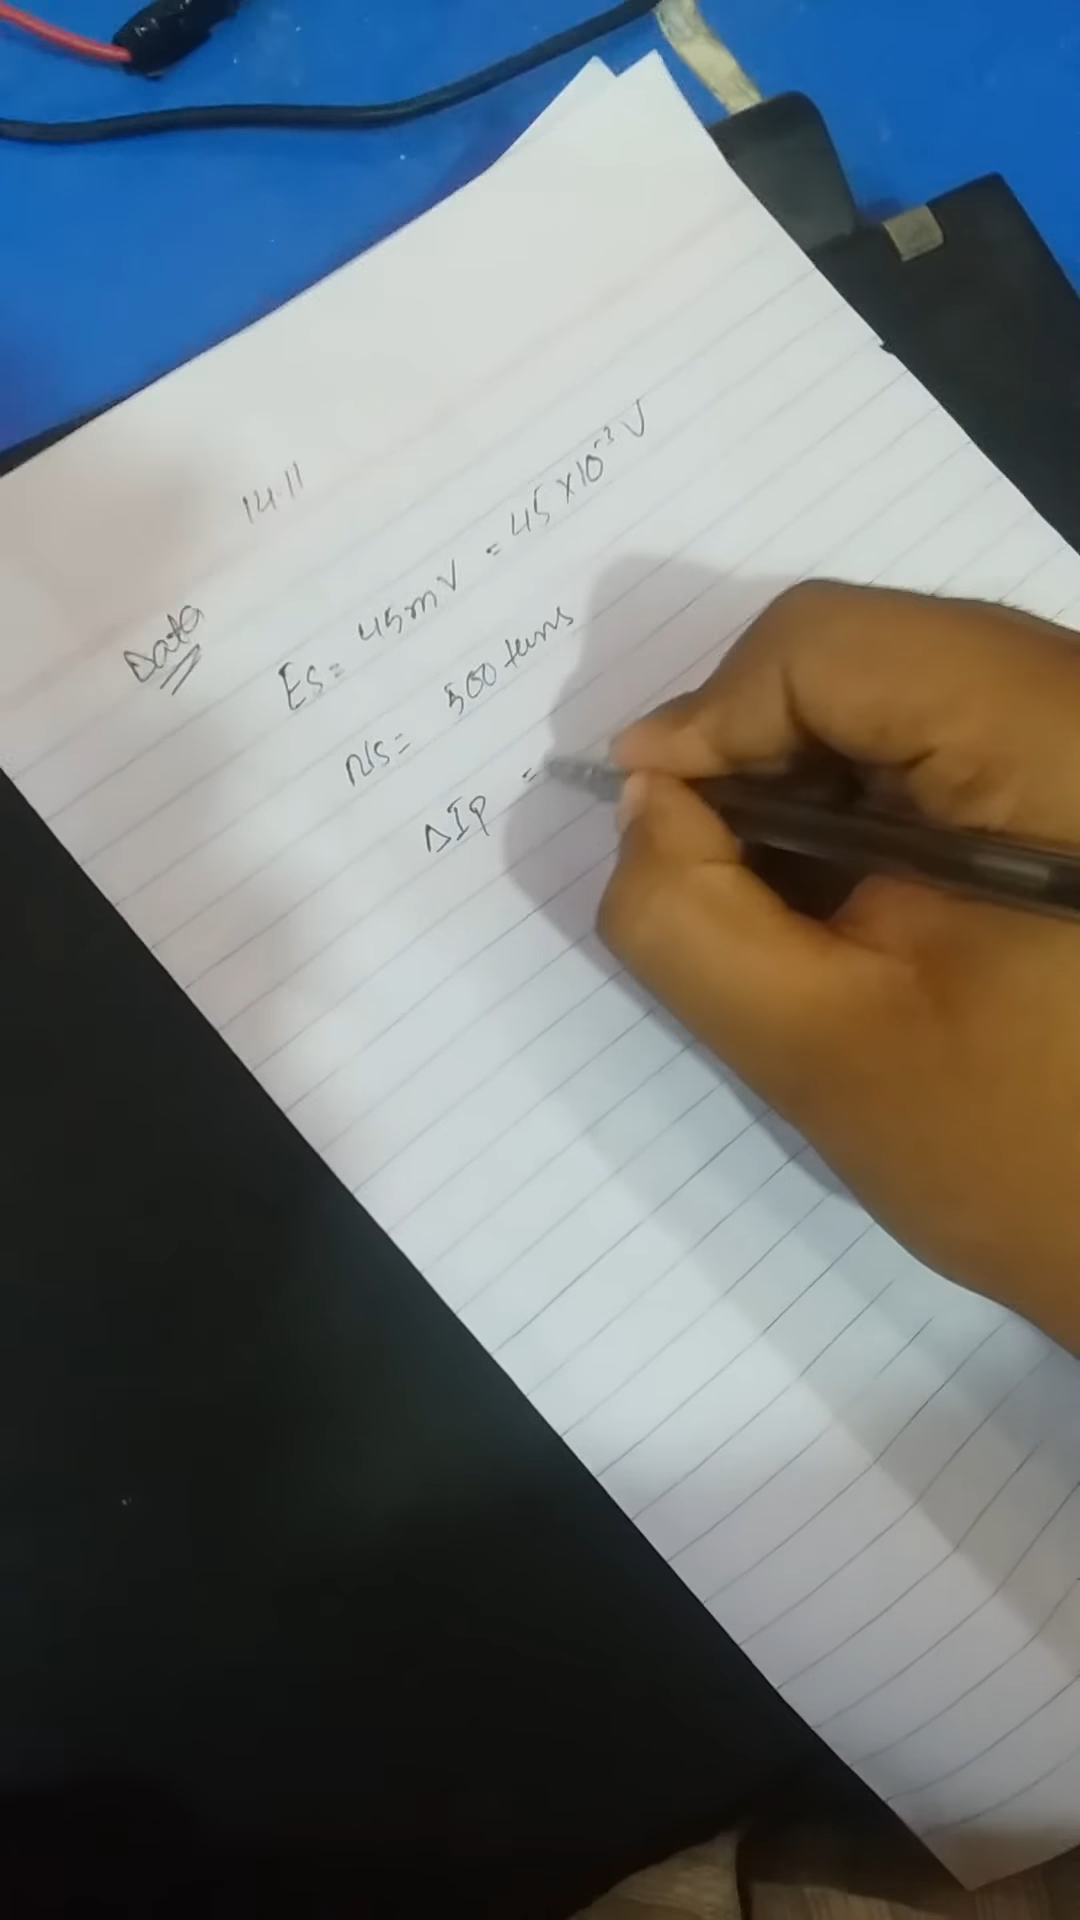 14.11
Data
Es = 45mV = 45 x 10⁻³ V
Ns = 500 turns
ΔIp =